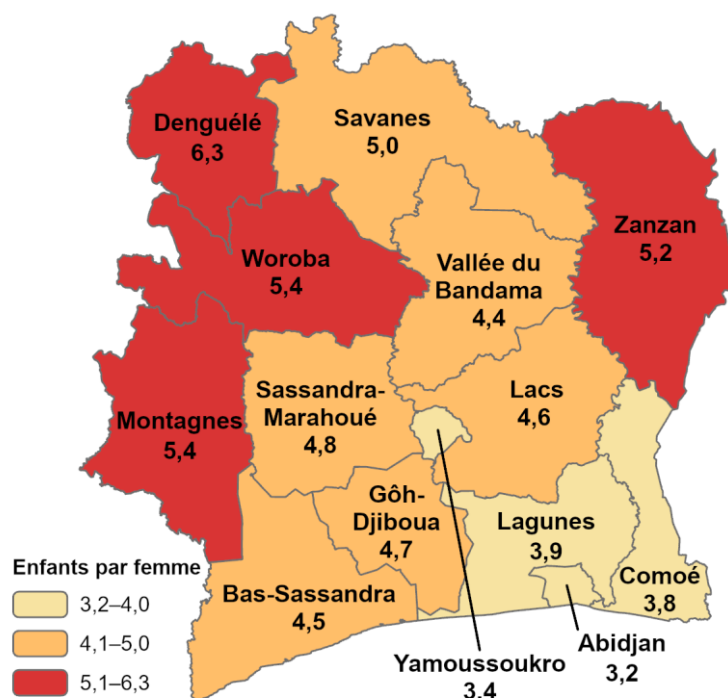 Denguélé
6,3
Savanes
5,0
Zanzan
5,2
Woroba
5,4
Vallée du
Bandama
4,4
Montagnes
5,4
Sassandra-
Marahoué
4,8
Lacs
4,6
Gôh-
Djiboua
4,7
Lagunes
3,9
Comoé
3,8
Bas-Sassandra
4,5
Yamoussoukro
3,4
Abidjan
3,2
Enfants par femme
3,2–4,0
4,1–5,0
5,1–6,3